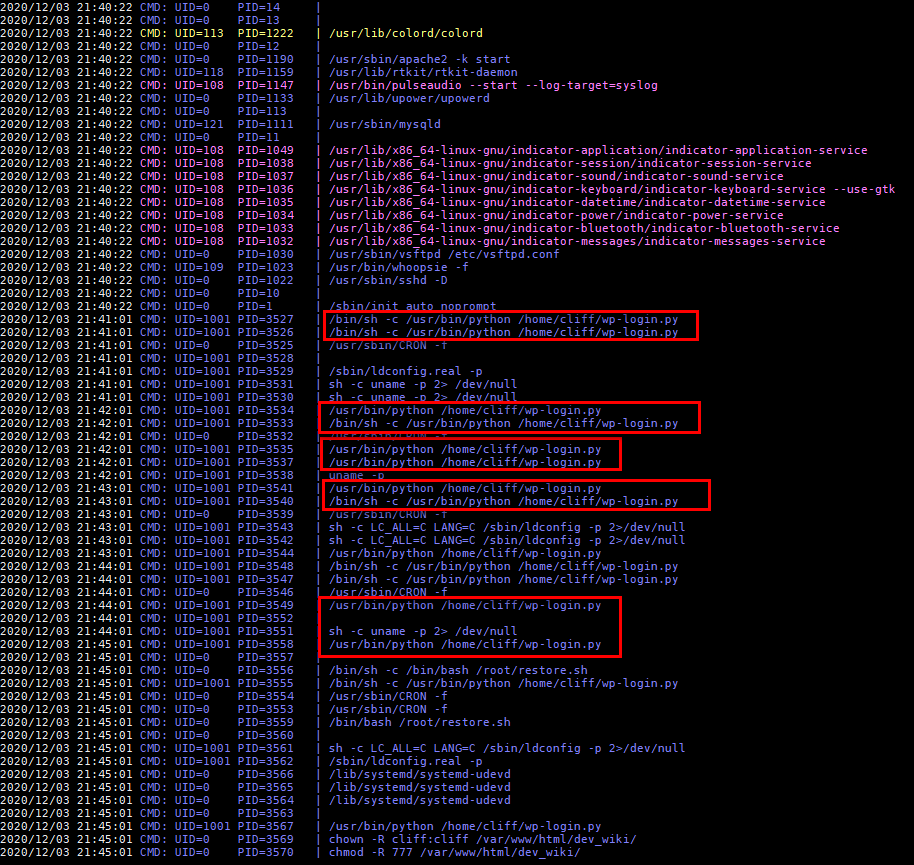 2020/12/03 21:40:22 CMD: UID=0 PID=14 |
2020/12/03 21:40:22 CMD: UID=0 PID=13 |
2020/12/03 21:40:22 CMD: UID=113 PID=1222 | /usr/lib/colord/colord
2020/12/03 21:40:22 CMD: UID=0 PID=12 |
2020/12/03 21:40:22 CMD: UID=0 PID=1190 | /usr/sbin/apache2 -k start
2020/12/03 21:40:22 CMD: UID=118 PID=1159 | /usr/lib/rtkit/rtkit-daemon
2020/12/03 21:40:22 CMD: UID=108 PID=1147 | /usr/bin/pulseaudio --start --log-target=syslog
2020/12/03 21:40:22 CMD: UID=0 PID=1133 | /usr/lib/upower/upowerd
2020/12/03 21:40:22 CMD: UID=0 PID=113 |
2020/12/03 21:40:22 CMD: UID=121 PID=1111 | /usr/sbin/mysqld
2020/12/03 21:40:22 CMD: UID=0 PID=11 |
2020/12/03 21:40:22 CMD: UID=108 PID=1049 | /usr/lib/x86_64-linux-gnu/indicator-application/indicator-application-service
2020/12/03 21:40:22 CMD: UID=108 PID=1038 | /usr/lib/x86_64-linux-gnu/indicator-session/indicator-session-service
2020/12/03 21:40:22 CMD: UID=108 PID=1037 | /usr/lib/x86_64-linux-gnu/indicator-sound/indicator-sound-service
2020/12/03 21:40:22 CMD: UID=108 PID=1036 | /usr/lib/x86_64-linux-gnu/indicator-keyboard/indicator-keyboard-service --use-gtk
2020/12/03 21:40:22 CMD: UID=108 PID=1035 | /usr/lib/x86_64-linux-gnu/indicator-datetime/indicator-datetime-service
2020/12/03 21:40:22 CMD: UID=108 PID=1034 | /usr/lib/x86_64-linux-gnu/indicator-power/indicator-power-service
2020/12/03 21:40:22 CMD: UID=108 PID=1033 | /usr/lib/x86_64-linux-gnu/indicator-bluetooth/indicator-bluetooth-service
2020/12/03 21:40:22 CMD: UID=108 PID=1032 | /usr/lib/x86_64-linux-gnu/indicator-messages/indicator-messages-service
2020/12/03 21:40:22 CMD: UID=0 PID=1030 | /usr/sbin/vsftpd /etc/vsftpd.conf
2020/12/03 21:40:22 CMD: UID=109 PID=1023 | /usr/bin/whoopsie -f
2020/12/03 21:40:22 CMD: UID=0 PID=1022 | /usr/sbin/sshd -D
2020/12/03 21:40:22 CMD: UID=0 PID=10 |
2020/12/03 21:40:22 CMD: UID=0 PID=1 | /sbin/init auto noprompt
2020/12/03 21:41:01 CMD: UID=1001 PID=3527 | /bin/sh -c /usr/bin/python /home/cliff/wp-login.py
2020/12/03 21:41:01 CMD: UID=1001 PID=3526 | /bin/sh -c /usr/bin/python /home/cliff/wp-login.py
2020/12/03 21:41:01 CMD: UID=0 PID=3525 | /usr/sbin/CRON -f
2020/12/03 21:41:01 CMD: UID=1001 PID=3528 |
2020/12/03 21:41:01 CMD: UID=1001 PID=3529 | /sbin/ldconfig.real -p
2020/12/03 21:41:01 CMD: UID=1001 PID=3531 | sh -c uname -p 2> /dev/null
2020/12/03 21:41:01 CMD: UID=1001 PID=3530 | sh -c uname -p 2> /dev/null
2020/12/03 21:42:01 CMD: UID=1001 PID=3534 | /usr/bin/python /home/cliff/wp-login.py
2020/12/03 21:42:01 CMD: UID=1001 PID=3533 | /bin/sh -c /usr/bin/python /home/cliff/wp-login.py
2020/12/03 21:42:01 CMD: UID=0 PID=3532 | /usr/sbin/CRON -f
2020/12/03 21:42:01 CMD: UID=1001 PID=3535 | /usr/bin/python /home/cliff/wp-login.py
2020/12/03 21:42:01 CMD: UID=1001 PID=3537 | /usr/bin/python /home/cliff/wp-login.py
2020/12/03 21:42:01 CMD: UID=1001 PID=3538 | uname -p
2020/12/03 21:43:01 CMD: UID=1001 PID=3541 | /usr/bin/python /home/cliff/wp-login.py
2020/12/03 21:43:01 CMD: UID=1001 PID=3540 | /bin/sh -c /usr/bin/python /home/cliff/wp-login.py
2020/12/03 21:43:01 CMD: UID=0 PID=3539 | /usr/sbin/CRON -f
2020/12/03 21:43:01 CMD: UID=1001 PID=3543 | sh -c LC_ALL=C LANG=C /sbin/ldconfig -p 2>/dev/null
2020/12/03 21:43:01 CMD: UID=1001 PID=3542 | sh -c LC_ALL=C LANG=C /sbin/ldconfig -p 2>/dev/null
2020/12/03 21:43:01 CMD: UID=1001 PID=3544 | /usr/bin/python /home/cliff/wp-login.py
2020/12/03 21:44:01 CMD: UID=1001 PID=3548 | /bin/sh -c /usr/bin/python /home/cliff/wp-login.py
2020/12/03 21:44:01 CMD: UID=1001 PID=3547 | /bin/sh -c /usr/bin/python /home/cliff/wp-login.py
2020/12/03 21:44:01 CMD: UID=0 PID=3546 | /usr/sbin/CRON -f
2020/12/03 21:44:01 CMD: UID=1001 PID=3549 | /usr/bin/python /home/cliff/wp-login.py
2020/12/03 21:44:01 CMD: UID=1001 PID=3552 |
2020/12/03 21:44:01 CMD: UID=1001 PID=3551 | sh -c uname -p 2> /dev/null
2020/12/03 21:45:01 CMD: UID=1001 PID=3558 | /usr/bin/python /home/cliff/wp-login.py
2020/12/03 21:45:01 CMD: UID=0 PID=3557 |
2020/12/03 21:45:01 CMD: UID=0 PID=3556 | /bin/sh -c /bin/bash /root/restore.sh
2020/12/03 21:45:01 CMD: UID=1001 PID=3555 | /bin/sh -c /usr/bin/python /home/cliff/wp-login.py
2020/12/03 21:45:01 CMD: UID=0 PID=3554 | /usr/sbin/CRON -f
2020/12/03 21:45:01 CMD: UID=0 PID=3553 | /usr/sbin/CRON -f
2020/12/03 21:45:01 CMD: UID=0 PID=3559 | /bin/bash /root/restore.sh
2020/12/03 21:45:01 CMD: UID=0 PID=3560 |
2020/12/03 21:45:01 CMD: UID=1001 PID=3561 | sh -c LC_ALL=C LANG=C /sbin/ldconfig -p 2>/dev/null
2020/12/03 21:45:01 CMD: UID=1001 PID=3562 | /sbin/ldconfig.real -p
2020/12/03 21:45:01 CMD: UID=0 PID=3566 | /lib/systemd/systemd-udevd
2020/12/03 21:45:01 CMD: UID=0 PID=3565 | /lib/systemd/systemd-udevd
2020/12/03 21:45:01 CMD: UID=0 PID=3564 | /lib/systemd/systemd-udevd
2020/12/03 21:45:01 CMD: UID=0 PID=3563 |
2020/12/03 21:45:01 CMD: UID=1001 PID=3567 | /usr/bin/python /home/cliff/wp-login.py
2020/12/03 21:45:01 CMD: UID=0 PID=3569 | chown -R cliff:cliff /var/www/html/dev_wiki/
2020/12/03 21:45:01 CMD: UID=0 PID=3570 | chmod -R 777 /var/www/html/dev_wiki/